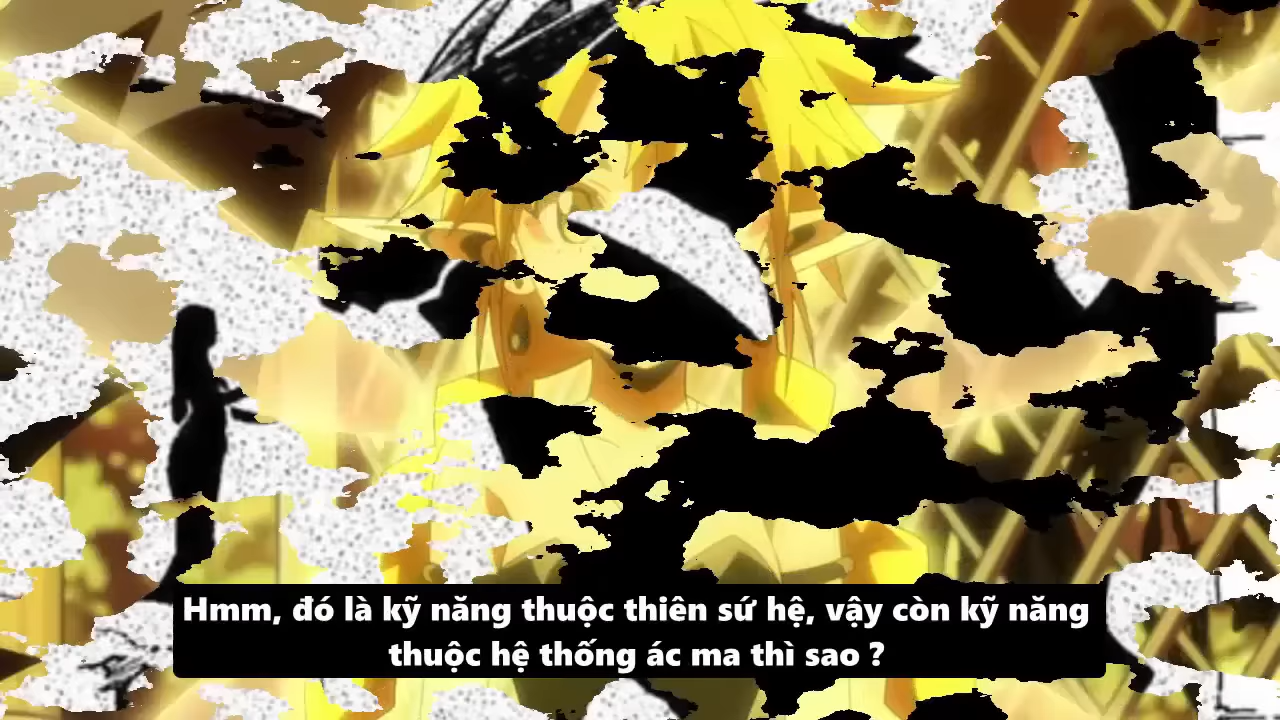 Hmm, đó là kỹ năng thuộc thiên sứ hệ, vậy còn kỹ năng
thuộc hệ thống ác ma thì sao ?